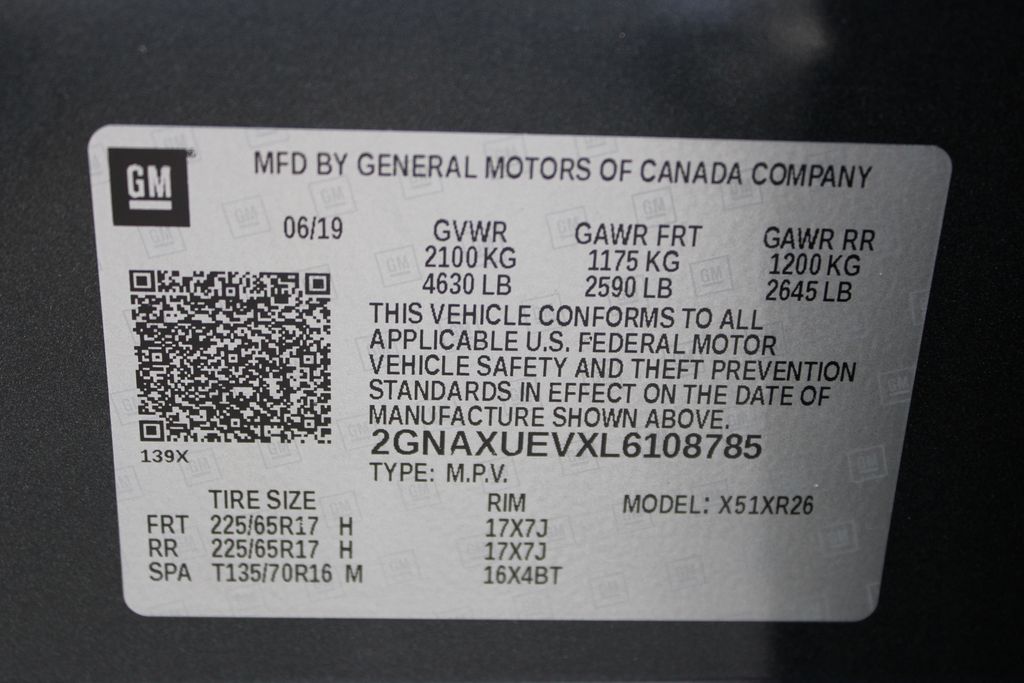 GM
MFD BY GENERAL MOTORS OF CANADA COMPANY
06/19 GVWR GAWR FRT GAWR RR
2100 KG 1175 KG 1200 KG
4630 LB 2590 LB 2645 LB
THIS VEHICLE CONFORMS TO ALL
APPLICABLE U.S. FEDERAL MOTOR
VEHICLE SAFETY AND THEFT PREVENTION
STANDARDS IN EFFECT ON THE DATE OF
MANUFACTURE SHOWN ABOVE.
2GNAXUEVXL6108785
139X
TYPE: M.P.V.
TIRE SIZE RIM MODEL: X51XR26
FRT 225/65R17 H 17X7J
RR 225/65R17 H 17X7J
SPA T135/70R16 M 16X4BT